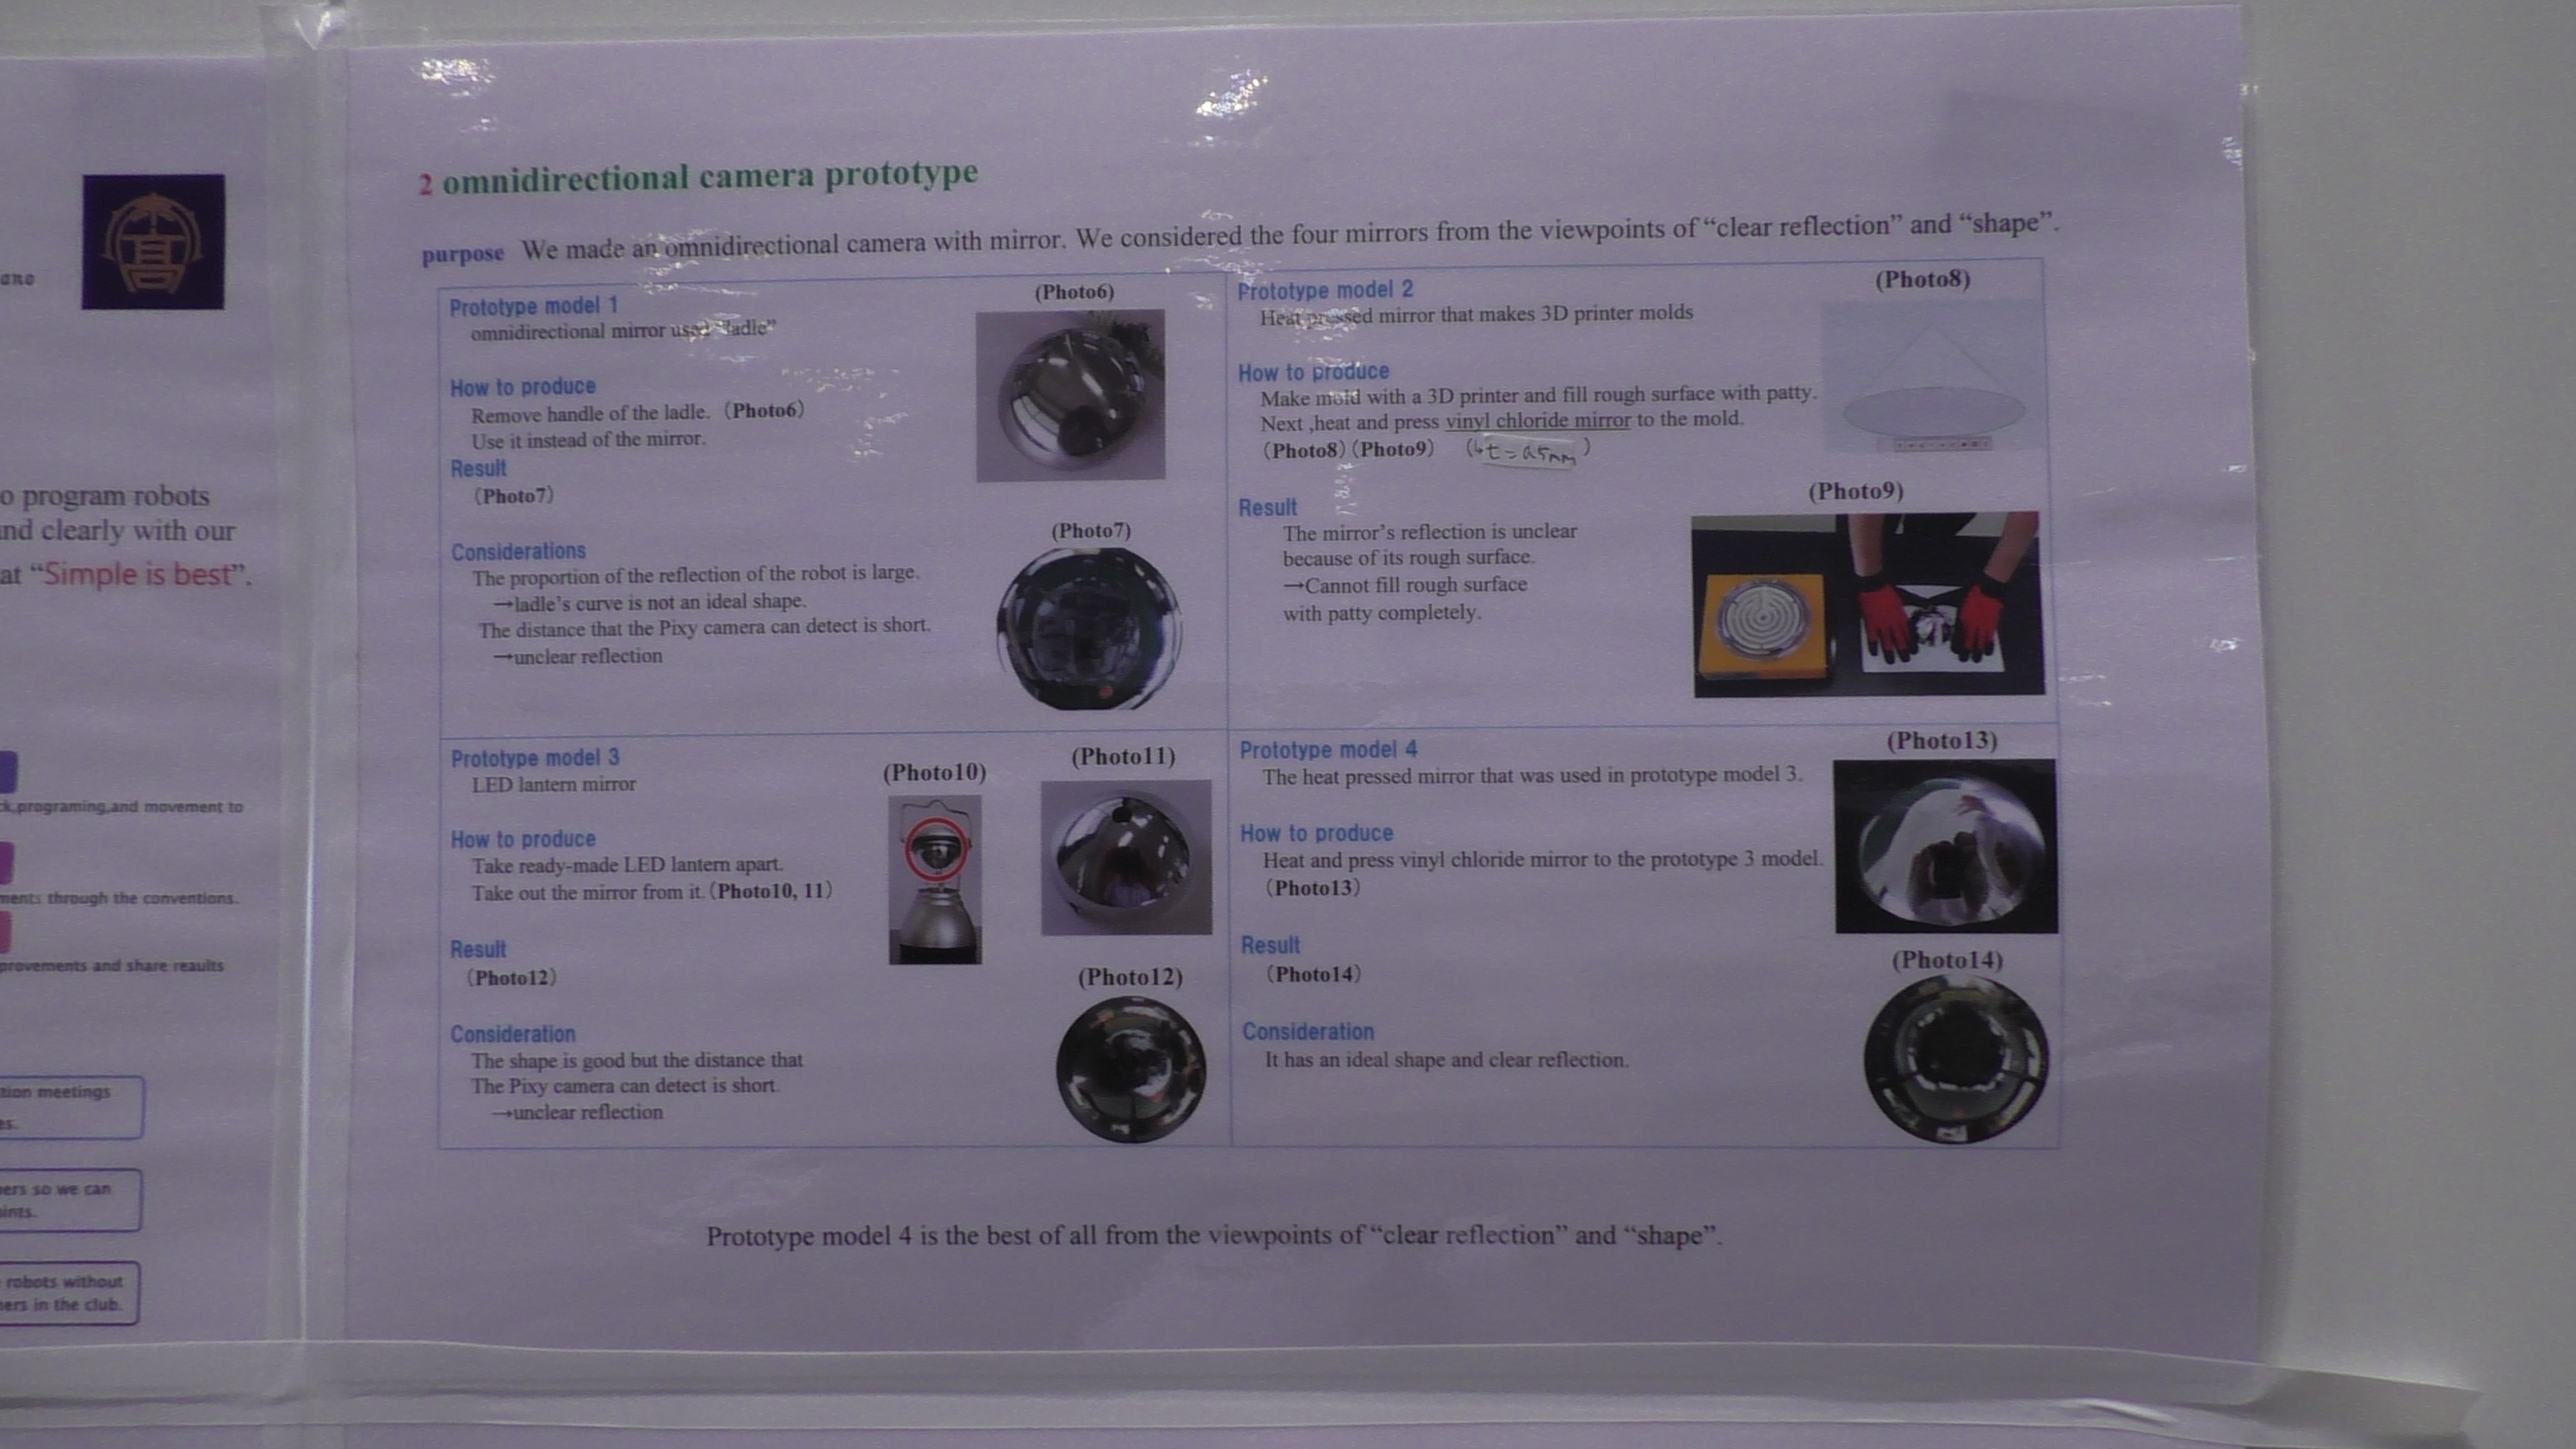 ano
o program robots
nd clearly with our
at “Simple is best”.
k,programing,and movement to
ments through the conventions.
provements and share reaults
tion meetings
es.
ers so we can
oints.
robots without
ers in the club.
2 omnidirectional camera prototype
purpose We made an omnidirectional camera with mirror. We considered the four mirrors from the viewpoints of “clear reflection” and “shape”.
Prototype model 1
omnidirectional mirror used “ladle”
(Photo6)
How to produce
Remove handle of the ladle. (Photo6)
Use it instead of the mirror.
Result
(Photo7)
(Photo7)
Considerations
The proportion of the reflection of the robot is large.
→ladle’s curve is not an ideal shape.
The distance that the Pixy camera can detect is short.
→unclear reflection
Prototype model 2
(Photo8)
Heat pressed mirror that makes 3D printer molds
How to produce
Make mold with a 3D printer and fill rough surface with patty.
Next ,heat and press vinyl chloride mirror to the mold.
(Photo8) (Photo9) (↳t=0.5mm)
(Photo9)
Result
The mirror’s reflection is unclear
because of its rough surface.
→Cannot fill rough surface
with patty completely.
Prototype model 3
LED lantern mirror
(Photo10)
(Photo11)
How to produce
Take ready-made LED lantern apart.
Take out the mirror from it. (Photo10, 11)
Result
(Photo12)
(Photo12)
Consideration
The shape is good but the distance that
The Pixy camera can detect is short.
→unclear reflection
Prototype model 4
(Photo13)
The heat pressed mirror that was used in prototype model 3.
How to produce
Heat and press vinyl chloride mirror to the prototype 3 model.
(Photo13)
Result
(Photo14)
(Photo14)
Consideration
It has an ideal shape and clear reflection.
Prototype model 4 is the best of all from the viewpoints of “clear reflection” and “shape”.